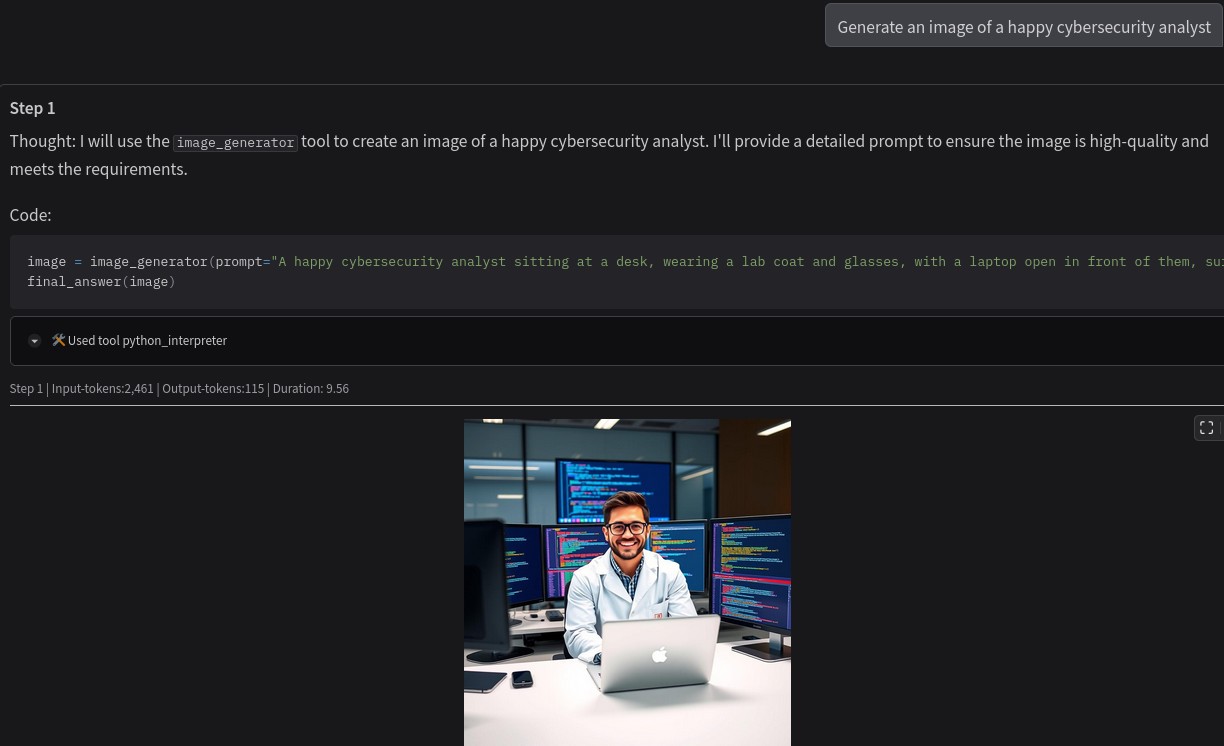 Generate an image of a happy cybersecurity analyst
Step 1
Thought: I will use the image_generator tool to create an image of a happy cybersecurity analyst. I'll provide a detailed prompt to ensure the image is high-quality and
meets the requirements.
Code:
image = image_generator(prompt="A happy cybersecurity analyst sitting at a desk, wearing a lab coat and glasses, with a laptop open in front of them,
final_answer(image)
Used tool python_interpreter
Step 1 | Input-tokens:2,461 | Output-tokens:115 | Duration: 9.56